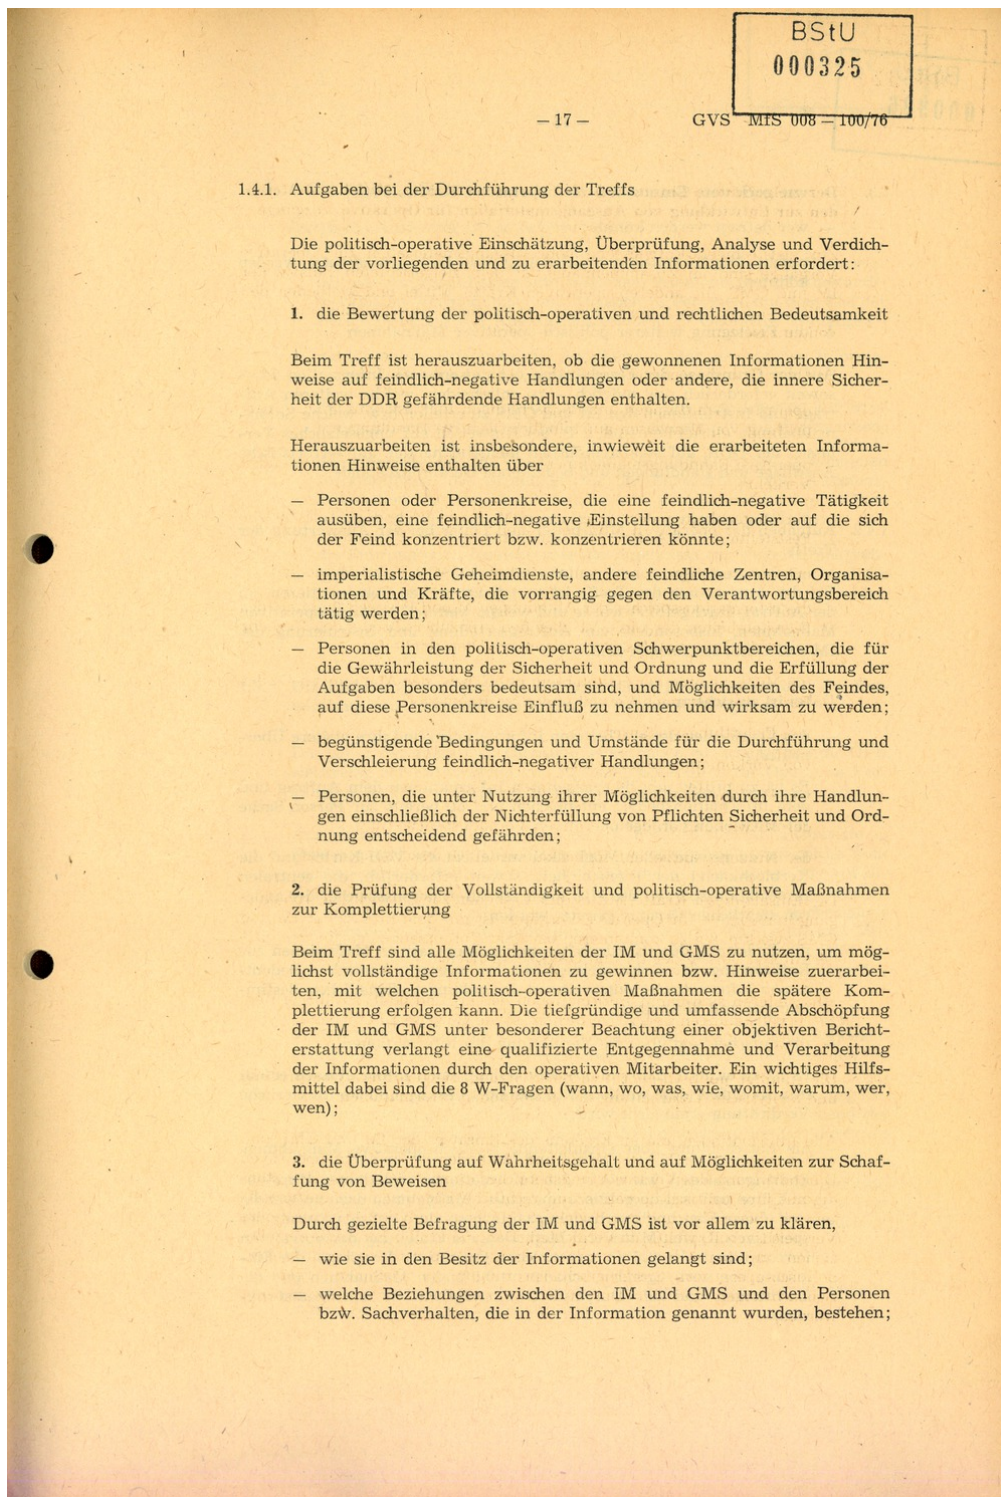 BStU
000325
— 17 —
GVS MfS 008 — 100/76
1.4.1. Aufgaben bei der Durchführung der Treffs
Die politisch-operative Einschätzung, Überprüfung, Analyse und Verdich-
tung der vorliegenden und zu erarbeitenden Informationen erfordert:
1. die Bewertung der politisch-operativen und rechtlichen Bedeutsamkeit
Beim Treff ist herauszuarbeiten, ob die gewonnenen Informationen Hin-
weise auf feindlich-negative Handlungen oder andere, die innere Sicher-
heit der DDR gefährdende Handlungen enthalten.
Herauszuarbeiten ist insbesondere, inwieweit die erarbeiteten Informa-
tionen Hinweise enthalten über
— Personen oder Personenkreise, die eine feindlich-negative Tätigkeit
ausüben, eine feindlich-negative Einstellung haben oder auf die sich
der Feind konzentriert bzw. konzentrieren könnte;
— imperialistische Geheimdienste, andere feindliche Zentren, Organisa-
tionen und Kräfte, die vorrangig gegen den Verantwortungsbereich
tätig werden;
— Personen in den politisch-operativen Schwerpunktbereichen, die für
die Gewährleistung der Sicherheit und Ordnung und die Erfüllung der
Aufgaben besonders bedeutsam sind, und Möglichkeiten des Feindes,
auf diese Personenkreise Einfluß zu nehmen und wirksam zu werden;
— begünstigende Bedingungen und Umstände für die Durchführung und
Verschleierung feindlich-negativer Handlungen;
— Personen, die unter Nutzung ihrer Möglichkeiten durch ihre Handlun-
gen einschließlich der Nichterfüllung von Pflichten Sicherheit und Ord-
nung entscheidend gefährden;
2. die Prüfung der Vollständigkeit und politisch-operative Maßnahmen
zur Komplettierung
Beim Treff sind alle Möglichkeiten der IM und GMS zu nutzen, um mög-
lichst vollständige Informationen zu gewinnen bzw. Hinweise zuerarbei-
ten, mit welchen politisch-operativen Maßnahmen die spätere Kom-
plettierung erfolgen kann. Die tiefgründige und umfassende Abschöpfung
der IM und GMS unter besonderer Beachtung einer objektiven Bericht-
erstattung verlangt eine qualifizierte Entgegennahme und Verarbeitung
der Informationen durch den operativen Mitarbeiter. Ein wichtiges Hilfs-
mittel dabei sind die 8 W-Fragen (wann, wo, was, wie, womit, warum, wer,
wen);
3. die Überprüfung auf Wahrheitsgehalt und auf Möglichkeiten zur Schaf-
fung von Beweisen
Durch gezielte Befragung der IM und GMS ist vor allem zu klären,
— wie sie in den Besitz der Informationen gelangt sind;
— welche Beziehungen zwischen den IM und GMS und den Personen
bzw. Sachverhalten, die in der Information genannt wurden, bestehen;